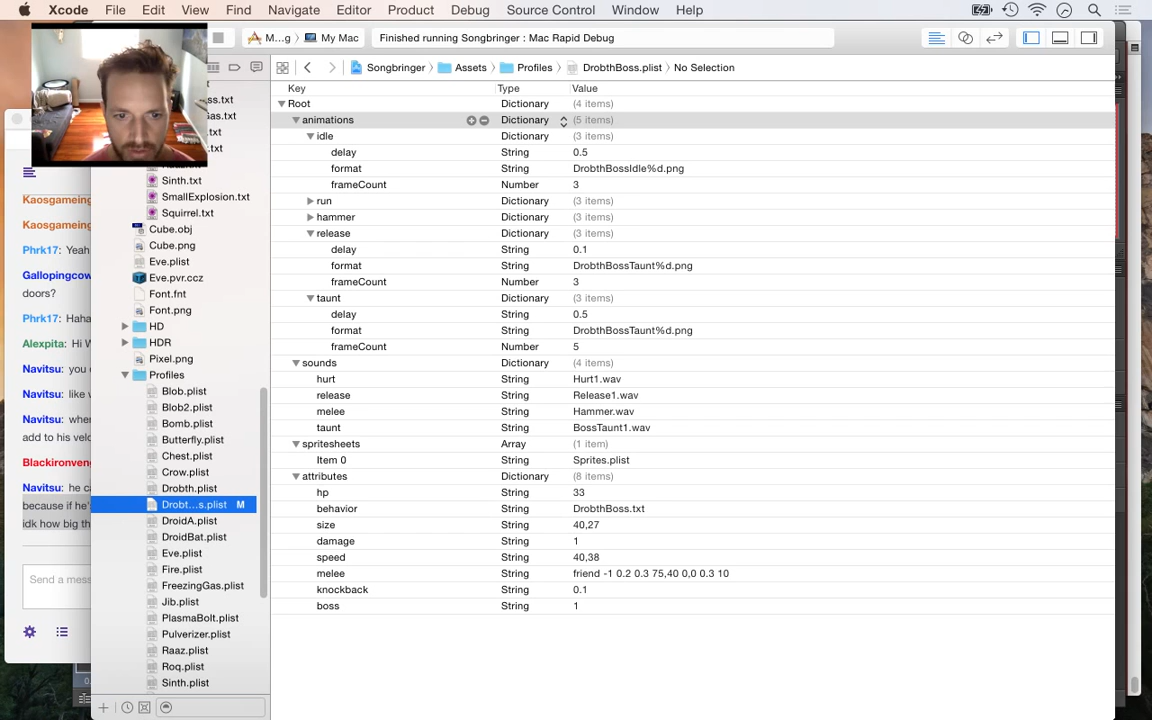 Xcode File Edit View Find Navigate Editor Product Debug Source Control Window Help
M...g › My Mac Finished running Songbringer : Mac Rapid Debug
Songbringer › Assets › Profiles › DrobthBoss.plist › No Selection
Key Type Value
Root Dictionary (4 items)
animations Dictionary (5 items)
idle Dictionary (3 items)
delay String 0.5
format String DrobthBossIdle%d.png
frameCount Number 3
run Dictionary (3 items)
hammer Dictionary (3 items)
release Dictionary (3 items)
delay String 0.1
format String DrobthBossTaunt%d.png
frameCount Number 3
taunt Dictionary (3 items)
delay String 0.5
format String DrobthBossTaunt%d.png
frameCount Number 5
sounds Dictionary (4 items)
hurt String Hurt1.wav
release String Release1.wav
melee String Hammer.wav
taunt String BossTaunt1.wav
spritesheets Array (1 item)
Item 0 String Sprites.plist
attributes Dictionary (8 items)
hp String 33
behavior String DrobthBoss.txt
size String 40,27
damage String 1
speed String 40,38
melee String friend -1 0.2 0.3 75,40 0,0 0.3 10
knockback String 0.1
boss String 1
ss.txt
Gas.txt
.txt
.txt
Sinth.txt
SmallExplosion.txt
Squirrel.txt
Cube.obj
Cube.png
Eve.plist
Eve.pvr.ccz
Font.fnt
Font.png
HD
HDR
Pixel.png
Profiles
Blob.plist
Blob2.plist
Bomb.plist
Butterfly.plist
Chest.plist
Crow.plist
Drobth.plist
Drobt...s.plist M
DroidA.plist
DroidBat.plist
Eve.plist
Fire.plist
FreezingGas.plist
Jib.plist
PlasmaBolt.plist
Pulverizer.plist
Raaz.plist
Roq.plist
Sinth.plist
Kaosgameing
Kaosgameing
Phrk17: Yeah
Gallopingcow
doors?
Phrk17: Haha
Alexpita: Hi W
Navitsu: you
Navitsu: like
Navitsu: when
add to his velo
Blackironveng
Navitsu: he ca
because if he'
idk how big th
Send a mess